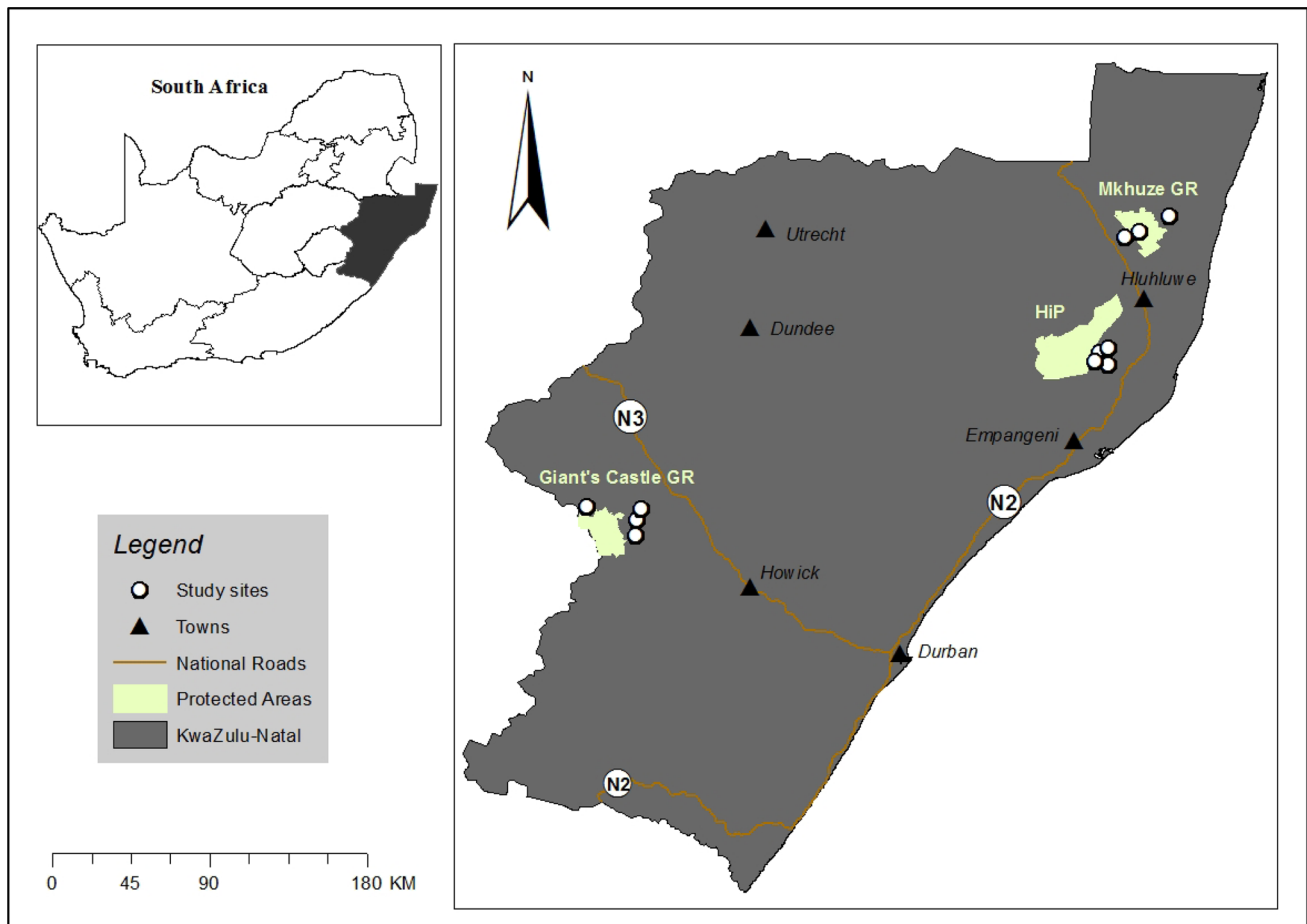 South Africa
N
Mkhuze GR
Utrecht
Hluhluwe
HiP
Dundee
N3
Empangeni
Giant's Castle GR
N2
Howick
Durban
N2
Legend
Study sites
Towns
National Roads
Protected Areas
KwaZulu-Natal
0 45 90 180 KM